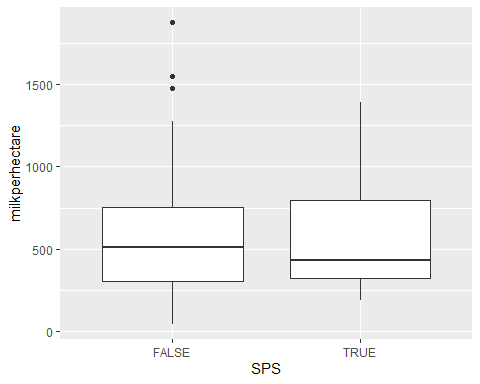 milkperhectare
1500
1000
500
0
FALSE
TRUE
SPS